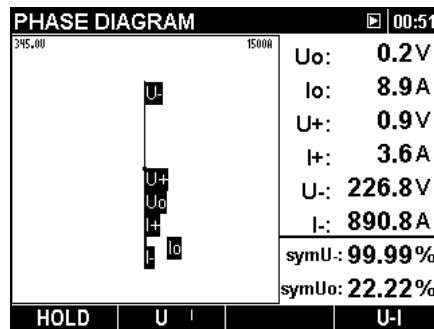 PHASE DIAGRAM 00:51
345.0V 1500A
U-
U+
Uo
I+
Io
I-
Uo: 0.2V
Io: 8.9A
U+: 0.9V
I+: 3.6A
U-: 226.8V
I-: 890.8A
symU-: 99.99%
symUo: 22.22%
HOLD U I U-I